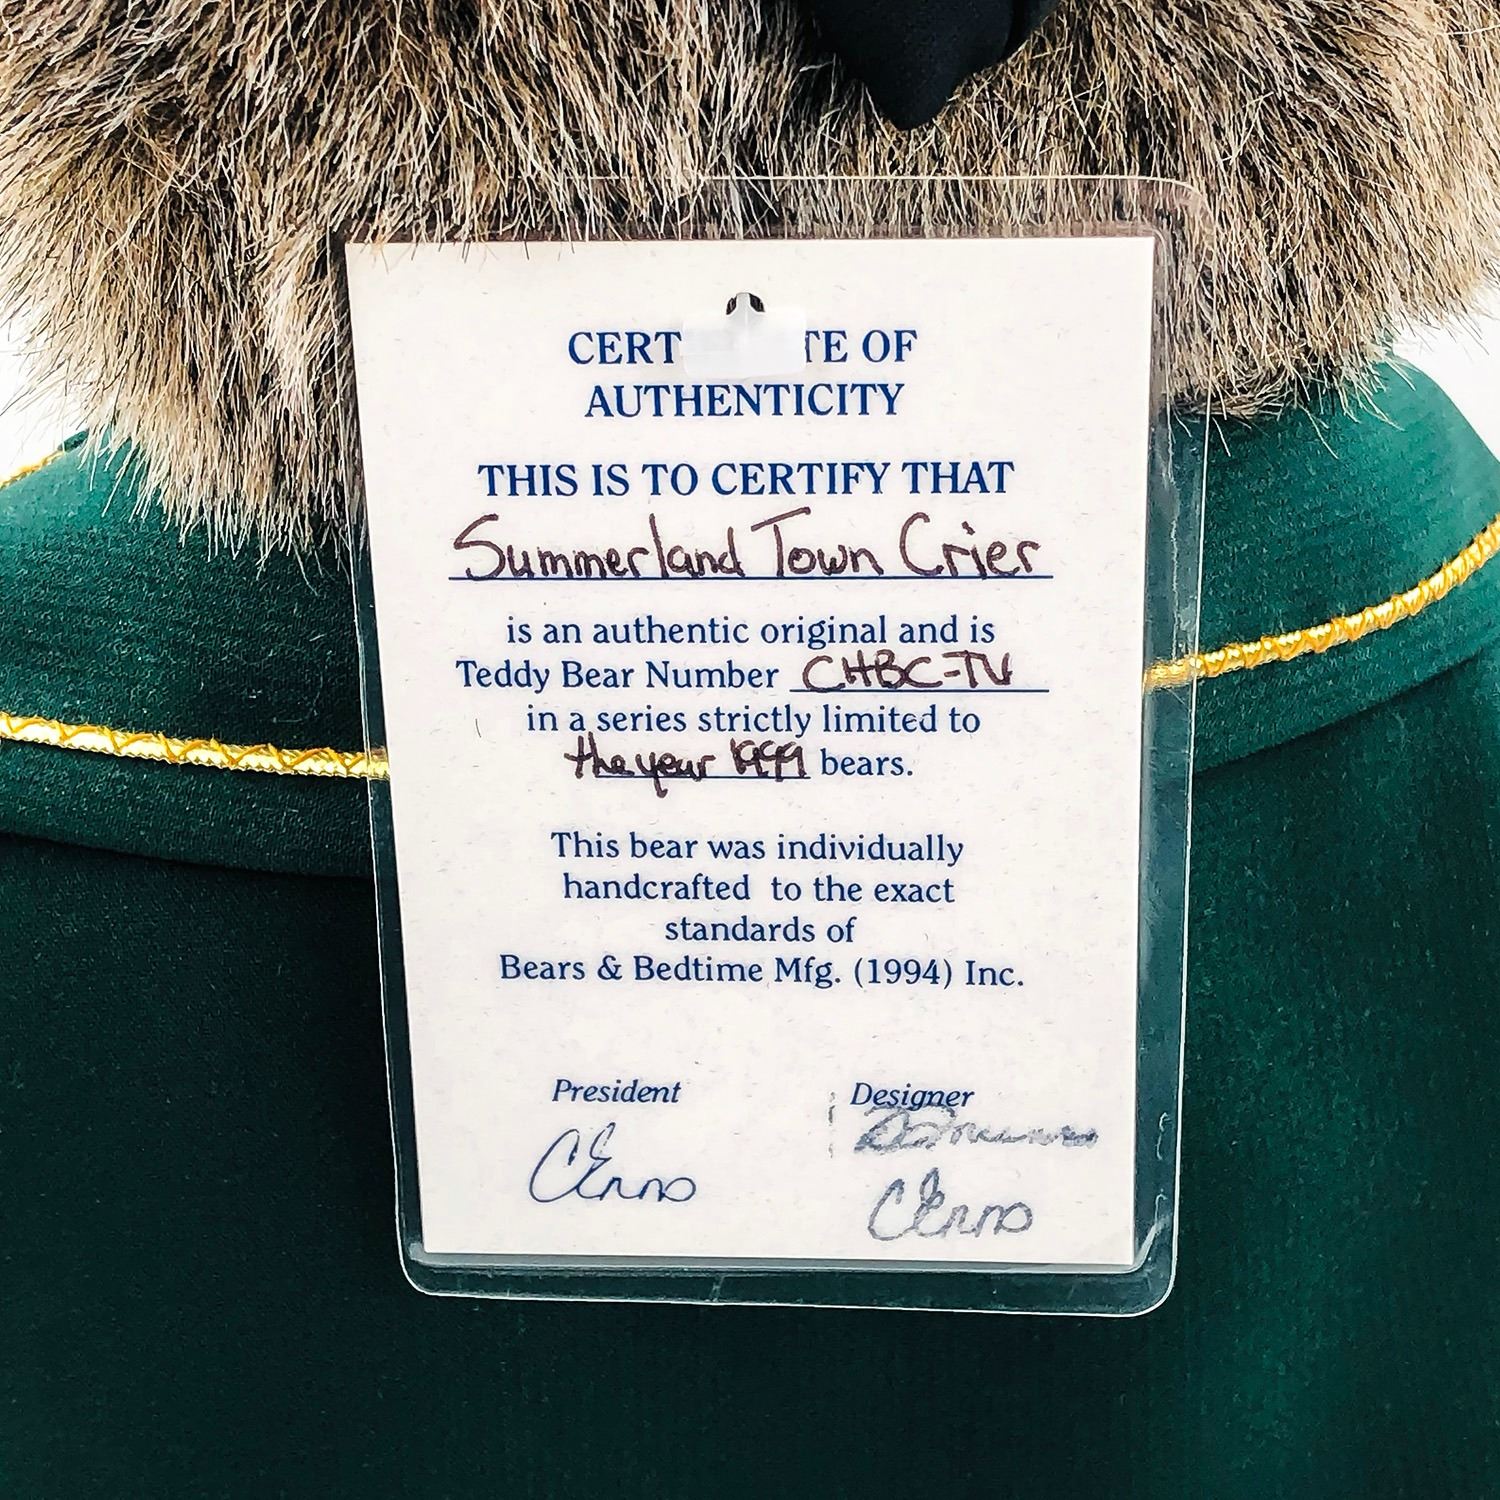 CERT TE OF
AUTHENTICITY
THIS IS TO CERTIFY THAT
Summerland Town Crier
is an authentic original and is
Teddy Bear Number CHBC-TV
in a series strictly limited to
the year 1999 bears.
This bear was individually
handcrafted to the exact
standards of
Bears & Bedtime Mfg. (1994) Inc.
President Designer
CEnns
CEnns